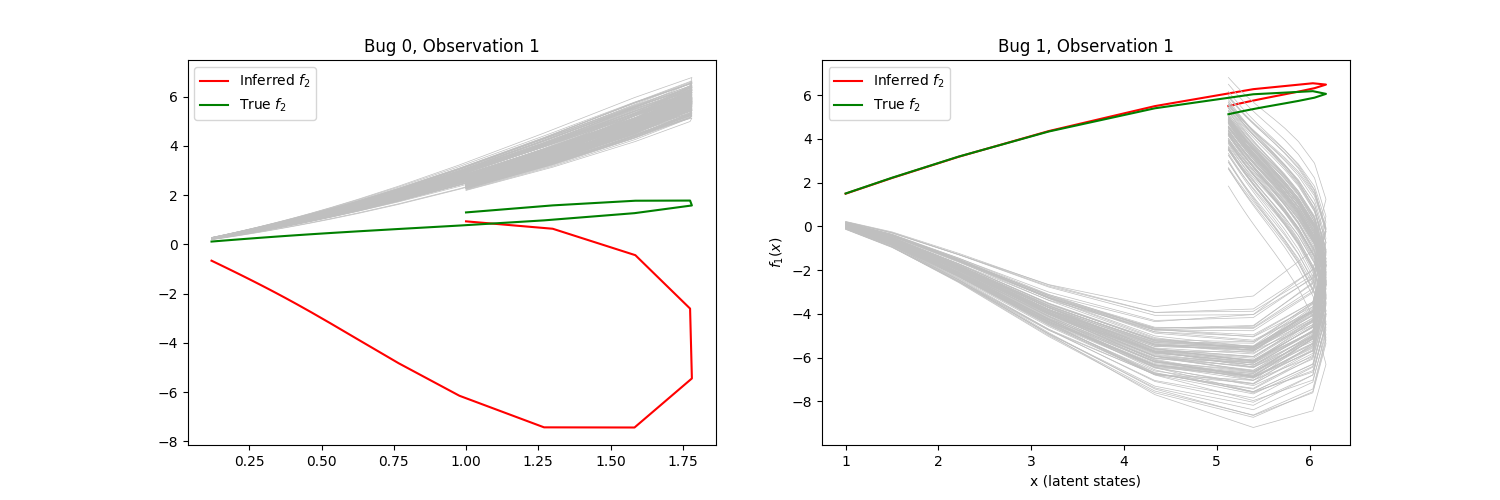 Bug 0, Observation 1
Inferred f₂
True f₂
6
4
2
0
−2
−4
−6
−8
0.25 0.50 0.75 1.00 1.25 1.50 1.75
Bug 1, Observation 1
Inferred f₂
True f₂
f₁(x)
6
4
2
0
−2
−4
−6
−8
1 2 3 4 5 6
x (latent states)